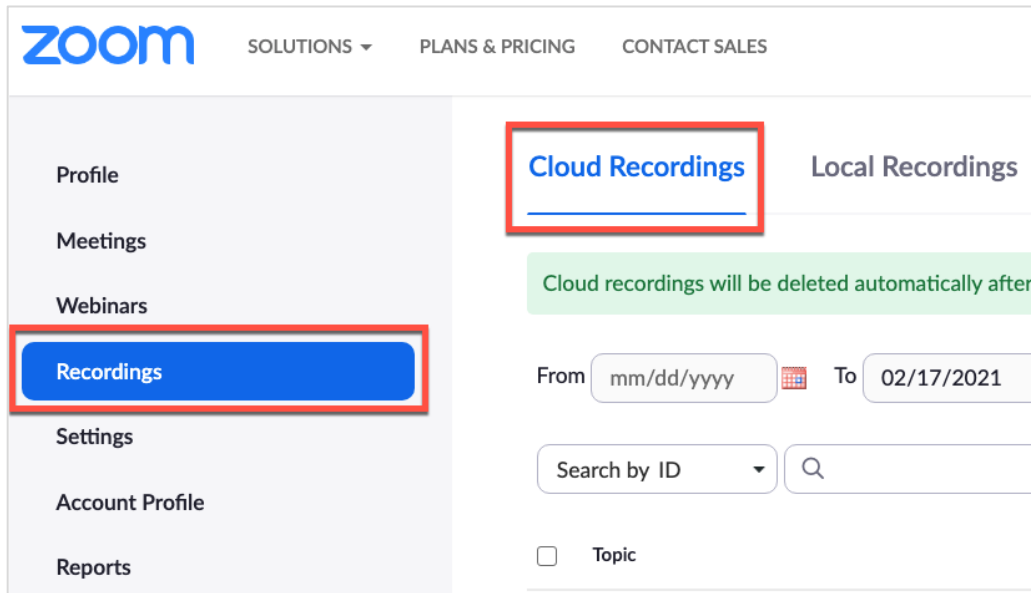 zoom SOLUTIONS PLANS & PRICING CONTACT SALES
Profile
Meetings
Webinars
Recordings
Settings
Account Profile
Reports
Cloud Recordings Local Recordings
Cloud recordings will be deleted automatically after
From mm/dd/yyyy To 02/17/2021
Search by ID
Topic